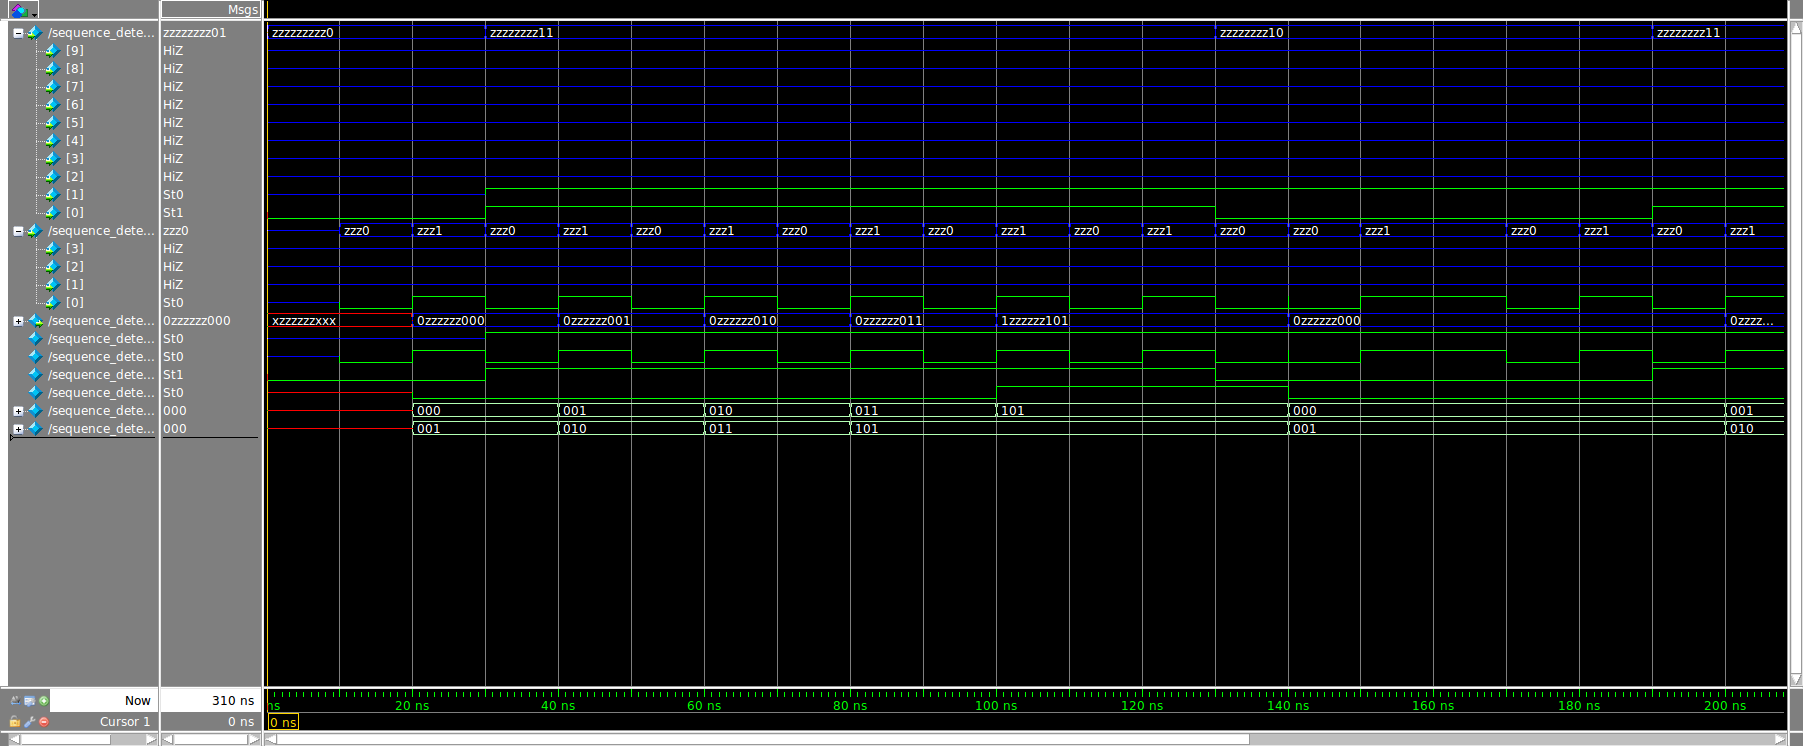 Msgs
/sequence_dete... zzzzzzzz01 zzzzzzzzz0 zzzzzzzz11 zzzzzzzz10 zzzzzzzz11
[9] HiZ
[8] HiZ
[7] HiZ
[6] HiZ
[5] HiZ
[4] HiZ
[3] HiZ
[2] HiZ
[1] St0
[0] St1
/sequence_dete... zzz0 zzz0 zzz1 zzz0 zzz1 zzz0 zzz1 zzz0 zzz1 zzz0 zzz1 zzz0 zzz1 zzz0 zzz0 zzz1 zzz0 zzz1 zzz0 zzz1
[3] HiZ
[2] HiZ
[1] HiZ
[0] St0
/sequence_dete... 0zzzzzz000 xzzzzzzxxx 0zzzzzz000 0zzzzzz001 0zzzzzz010 0zzzzzz011 1zzzzzz101 0zzzzzz000 0zzzz...
/sequence_dete... St0
/sequence_dete... St0
/sequence_dete... St1
/sequence_dete... St0
/sequence_dete... 000 000 001 010 011 101 000 001
/sequence_dete... 000 001 010 011 101 001 010
Now 310 ns ns 20 ns 40 ns 60 ns 80 ns 100 ns 120 ns 140 ns 160 ns 180 ns 200 ns
Cursor 1 0 ns 0 ns